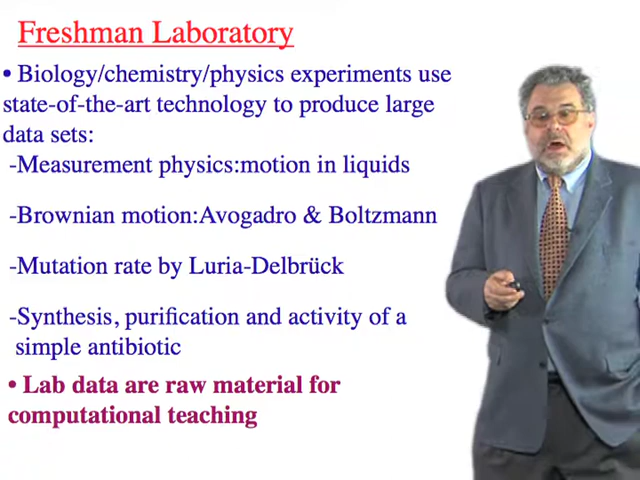 Freshman Laboratory
• Biology/chemistry/physics experiments use
state-of-the-art technology to produce large
data sets:
-Measurement physics:motion in liquids
-Brownian motion:Avogadro & Boltzmann
-Mutation rate by Luria-Delbrück
-Synthesis, purification and activity of a
simple antibiotic
• Lab data are raw material for
computational teaching